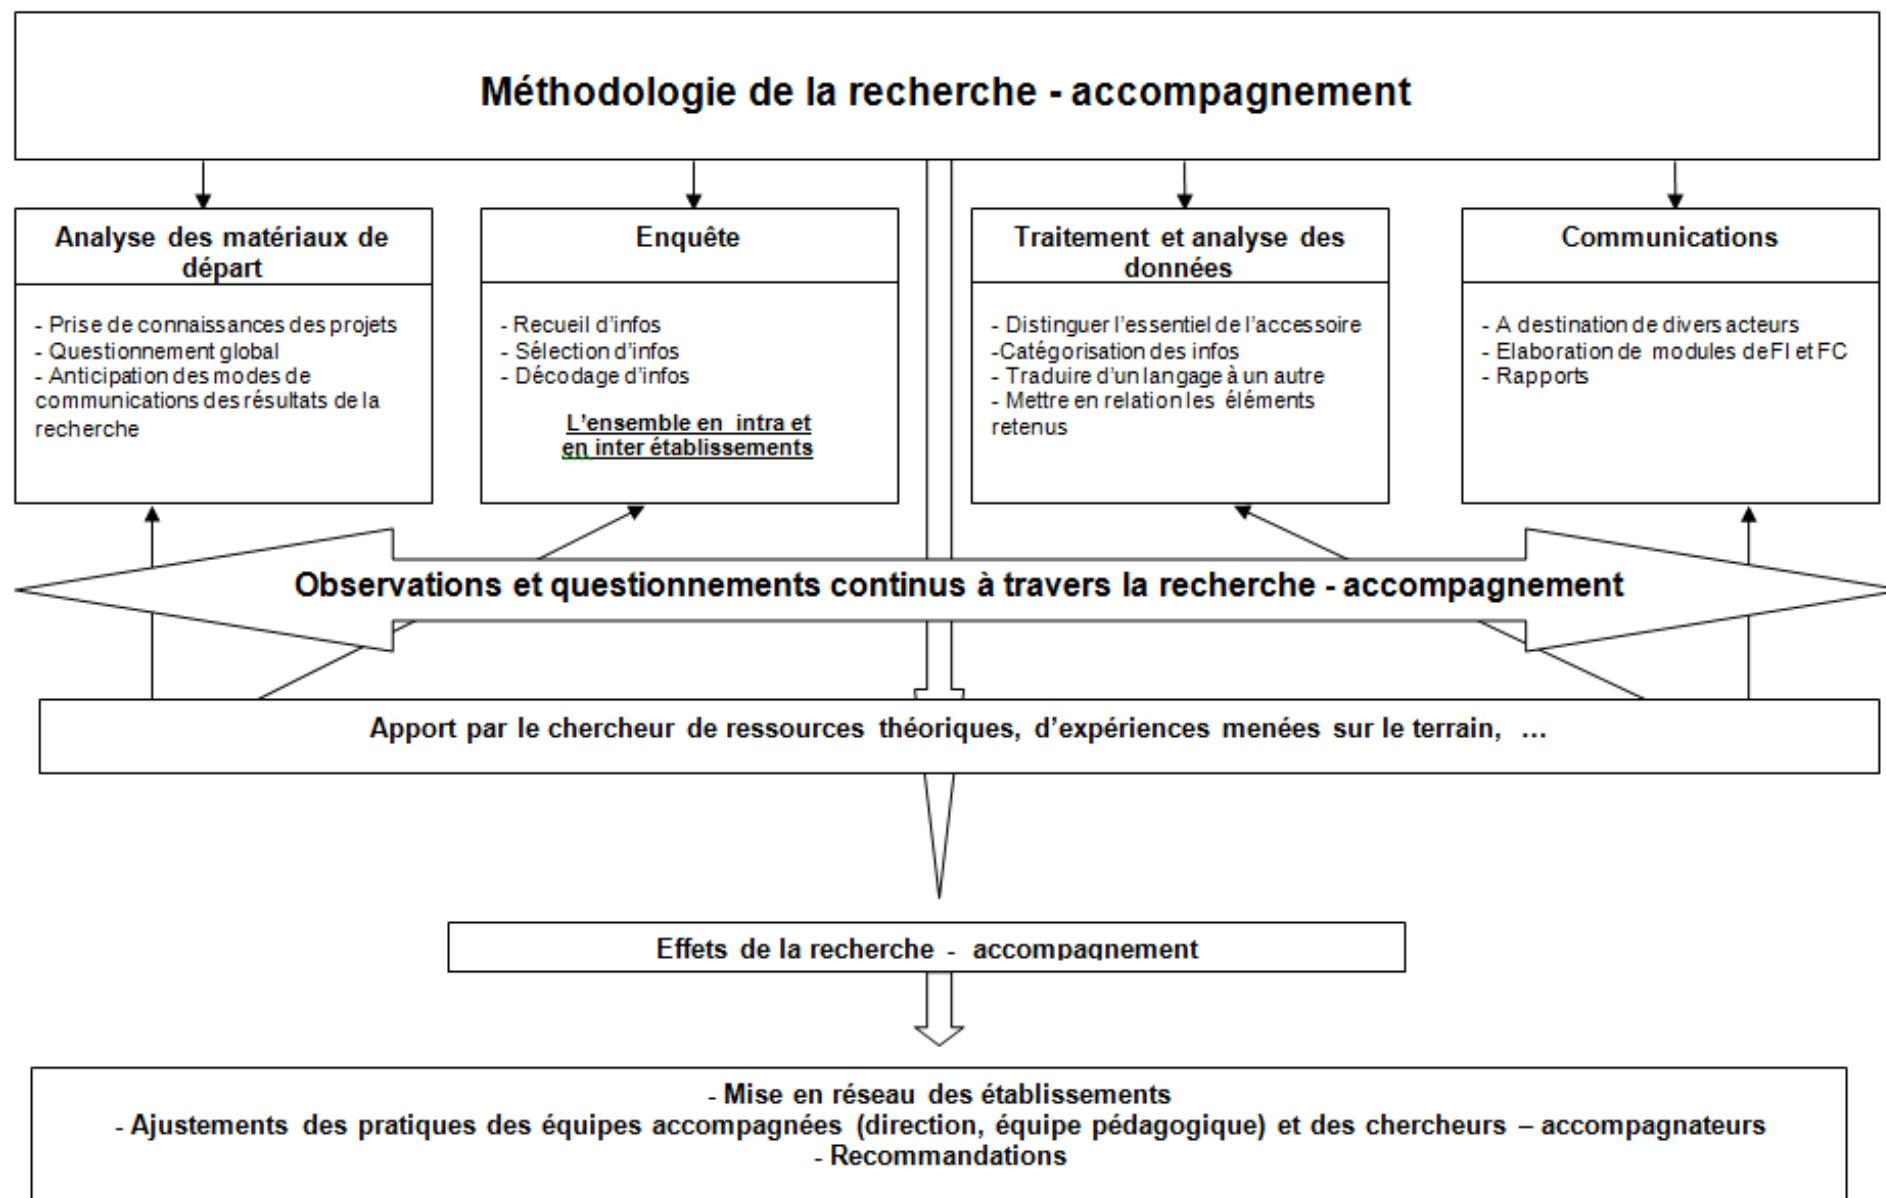 Méthodologie de la recherche - accompagnement
Analyse des matériaux de
départ
- Prise de connaissances des projets
- Questionnement global
- Anticipation des modes de
communications des résultats de la
recherche
Enquête
- Recueil d'infos
- Sélection d'infos
- Décodage d'infos
L'ensemble en intra et
en inter établissements
Traitement et analyse des
données
- Distinguer l'essentiel de l'accessoire
-Catégorisation des infos
- Traduire d'un langage à un autre
- Mettre en relation les éléments
retenus
Communications
- A destination de divers acteurs
- Elaboration de modules de FI et FC
- Rapports
Observations et questionnements continus à travers la recherche - accompagnement
Apport par le chercheur de ressources théoriques, d'expériences menées sur le terrain, ...
Effets de la recherche - accompagnement
- Mise en réseau des établissements
- Ajustements des pratiques des équipes accompagnées (direction, équipe pédagogique) et des chercheurs – accompagnateurs
- Recommandations